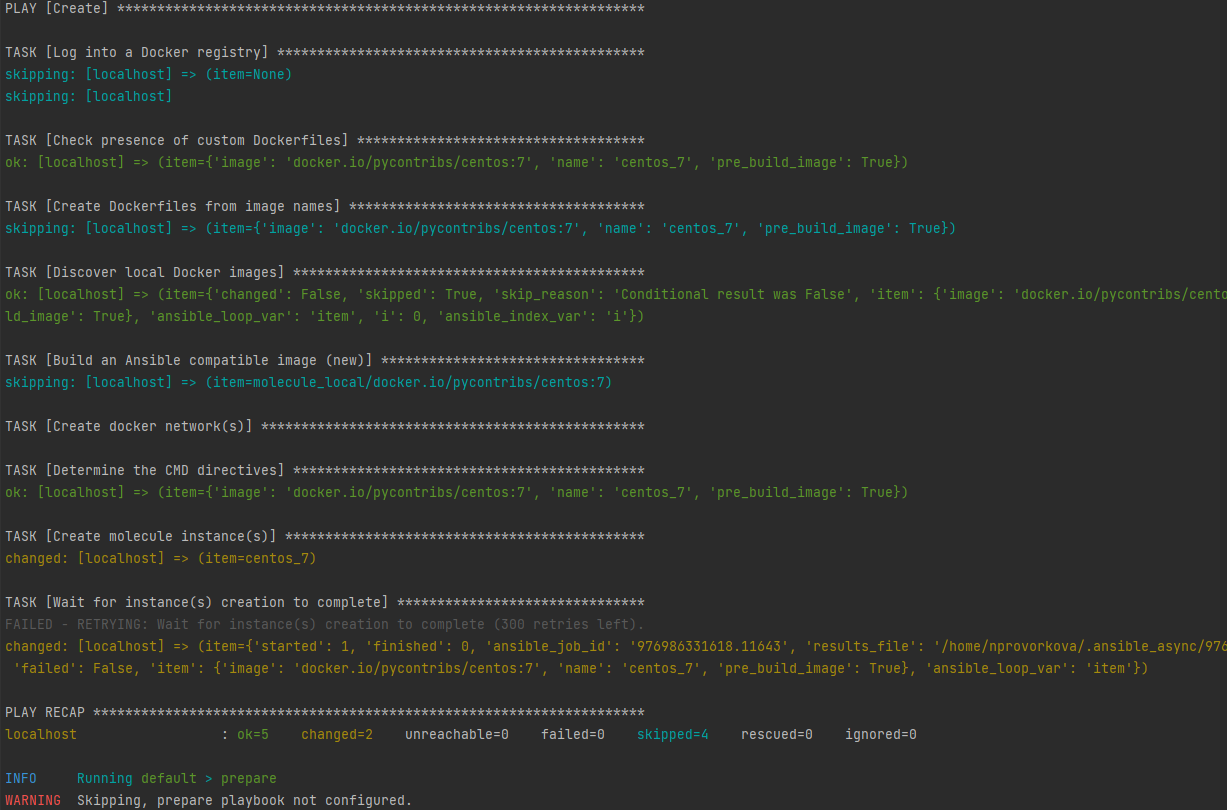 PLAY [Create] ******************************************************************
TASK [Log into a Docker registry] **********************************************
skipping: [localhost] => (item=None)
skipping: [localhost]
TASK [Check presence of custom Dockerfiles] ************************************
ok: [localhost] => (item={'image': 'docker.io/pycontribs/centos:7', 'name': 'centos_7', 'pre_build_image': True})
TASK [Create Dockerfiles from image names] *************************************
skipping: [localhost] => (item={'image': 'docker.io/pycontribs/centos:7', 'name': 'centos_7', 'pre_build_image': True})
TASK [Discover local Docker images] ********************************************
ok: [localhost] => (item={'changed': False, 'skipped': True, 'skip_reason': 'Conditional result was False', 'item': {'image': 'docker.io/pycontribs/cento
ld_image': True}, 'ansible_loop_var': 'item', 'i': 0, 'ansible_index_var': 'i'})
TASK [Build an Ansible compatible image (new)] *********************************
skipping: [localhost] => (item=molecule_local/docker.io/pycontribs/centos:7)
TASK [Create docker network(s)] ************************************************
TASK [Determine the CMD directives] ********************************************
ok: [localhost] => (item={'image': 'docker.io/pycontribs/centos:7', 'name': 'centos_7', 'pre_build_image': True})
TASK [Create molecule instance(s)] *********************************************
changed: [localhost] => (item=centos_7)
TASK [Wait for instance(s) creation to complete] *******************************
FAILED - RETRYING: Wait for instance(s) creation to complete (300 retries left).
changed: [localhost] => (item={'started': 1, 'finished': 0, 'ansible_job_id': '976986331618.11643', 'results_file': '/home/nprovorkova/.ansible_async/976
'failed': False, 'item': {'image': 'docker.io/pycontribs/centos:7', 'name': 'centos_7', 'pre_build_image': True}, 'ansible_loop_var': 'item'})
PLAY RECAP *********************************************************************
localhost                  : ok=5    changed=2    unreachable=0    failed=0    skipped=4    rescued=0    ignored=0
INFO     Running default > prepare
WARNING  Skipping, prepare playbook not configured.